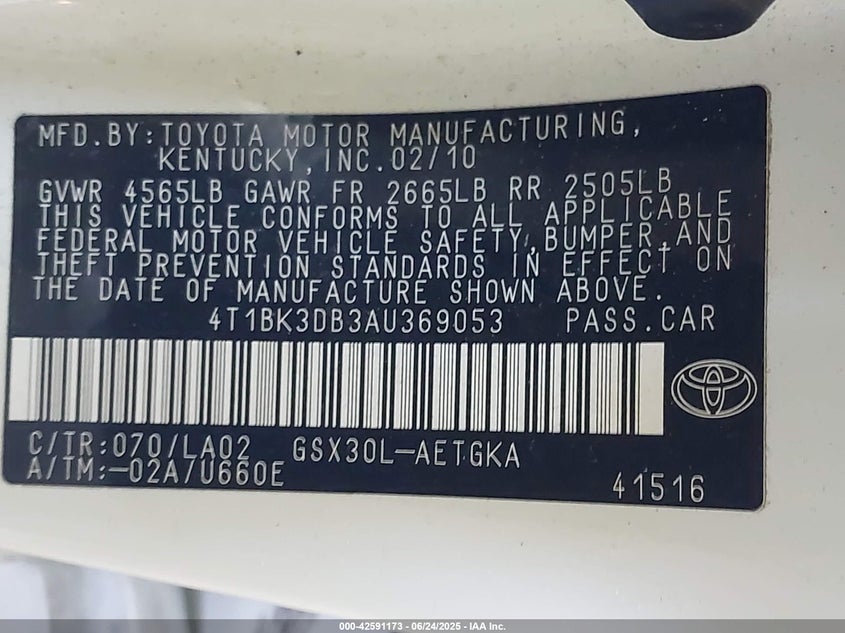 MFD.BY:TOYOTA MOTOR MANUFACTURING,
KENTUCKY,INC.02/10
GVWR 4565LB GAWR FR 2665LB RR 2505LB
THIS VEHICLE CONFORMS TO ALL APPLICABLE
FEDERAL MOTOR VEHICLE SAFETY,BUMPER,AND
THEFT PREVENTION STANDARDS IN EFFECT ON
THE DATE OF MANUFACTURE SHOWN ABOVE.
4T1BK3DB3AU369053 PASS.CAR
C/TR:070/LA02 GSX30L-AETGKA
A/TM:-02A/U660E
41516
000-42591173 - 06/24/2025 - IAA Inc.